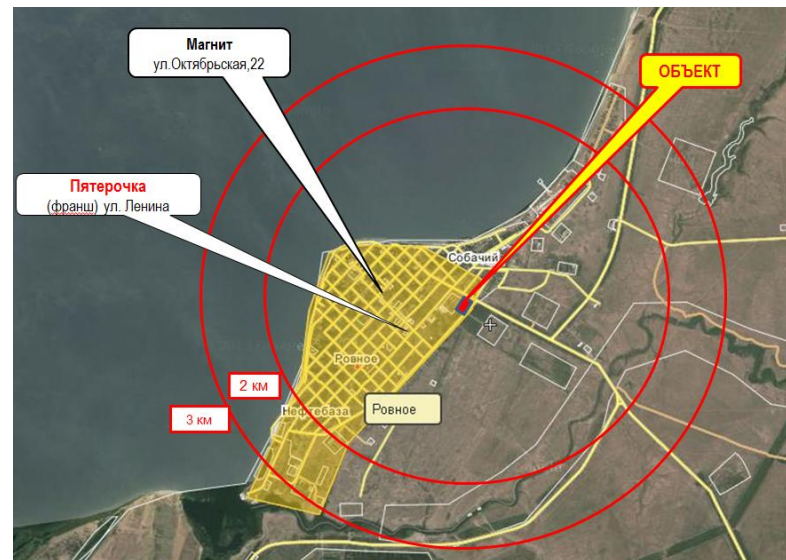 Магнит
ул.Октябрьская,22
ОБЪЕКТ
Пятерочка
(франш) ул. Ленина
Собачий
Ровное
2 км
Ровное
Нефтебаза
3 км